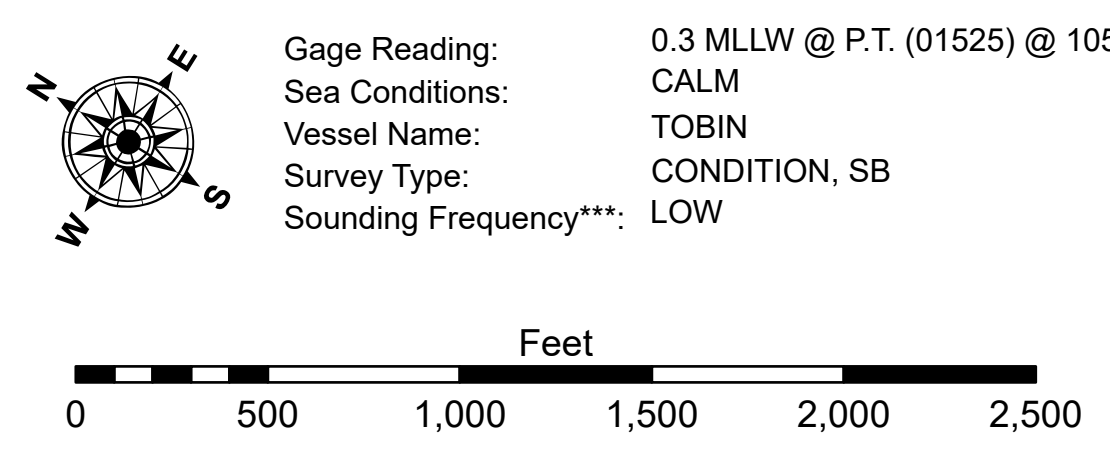 N
E
S
W
Gage Reading: 0.3 MLLW @ P.T. (01525) @ 105
Sea Conditions: CALM
Vessel Name: TOBIN
Survey Type: CONDITION, SB
Sounding Frequency***: LOW
Feet
0 500 1,000 1,500 2,000 2,500